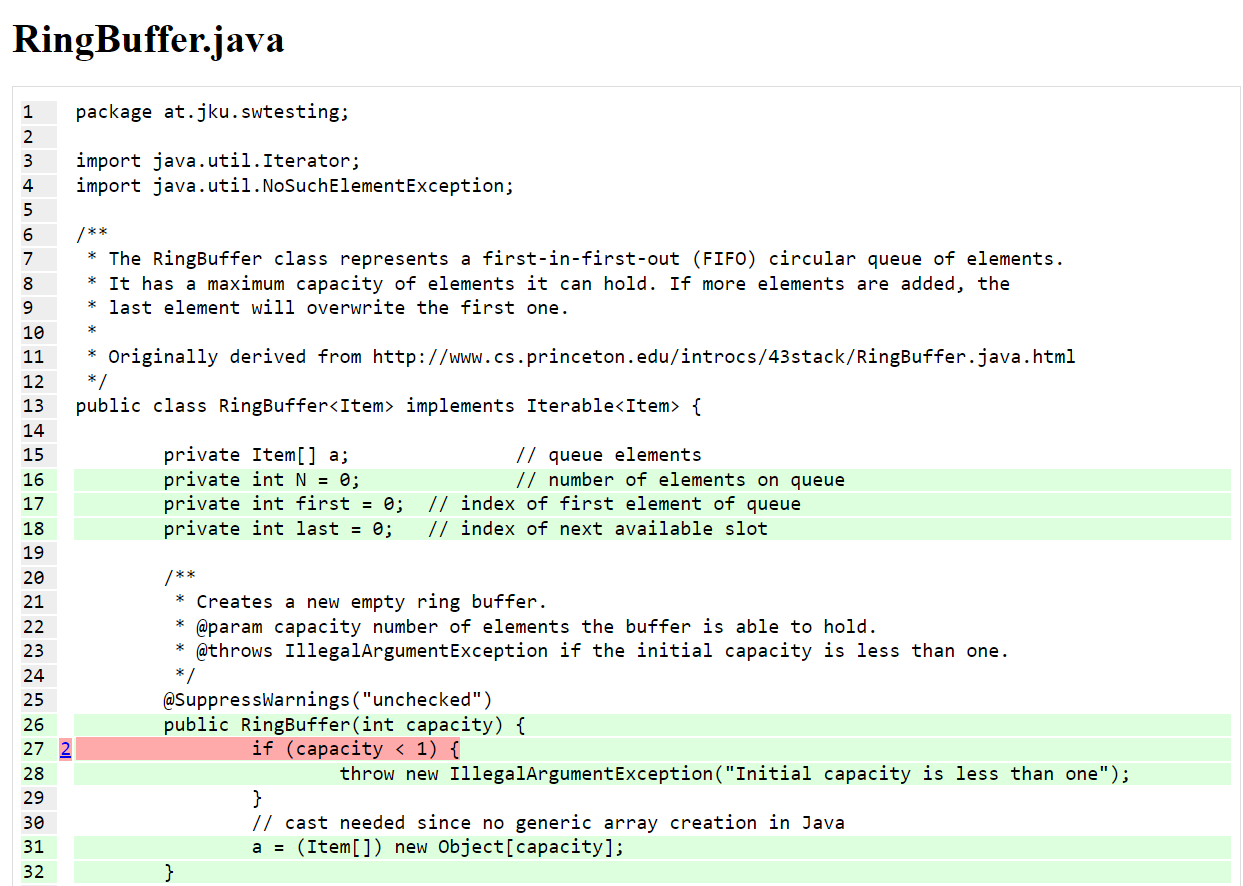 RingBuffer.java
1 package at.jku.swtesting;
2
3 import java.util.Iterator;
4 import java.util.NoSuchElementException;
5
6 /**
7 * The RingBuffer class represents a first-in-first-out (FIFO) circular queue of elements.
8 * It has a maximum capacity of elements it can hold. If more elements are added, the
9 * last element will overwrite the first one.
10 *
11 * Originally derived from http://www.cs.princeton.edu/introcs/43stack/RingBuffer.java.html
12 */
13 public class RingBuffer<Item> implements Iterable<Item> {
14
15 private Item[] a; // queue elements
16 private int N = 0; // number of elements on queue
17 private int first = 0; // index of first element of queue
18 private int last = 0; // index of next available slot
19
20 /**
21 * Creates a new empty ring buffer.
22 * @param capacity number of elements the buffer is able to hold.
23 * @throws IllegalArgumentException if the initial capacity is less than one.
24 */
25 @SuppressWarnings("unchecked")
26 public RingBuffer(int capacity) {
27 2 if (capacity < 1) {
28 throw new IllegalArgumentException("Initial capacity is less than one");
29 }
30 // cast needed since no generic array creation in Java
31 a = (Item[]) new Object[capacity];
32 }